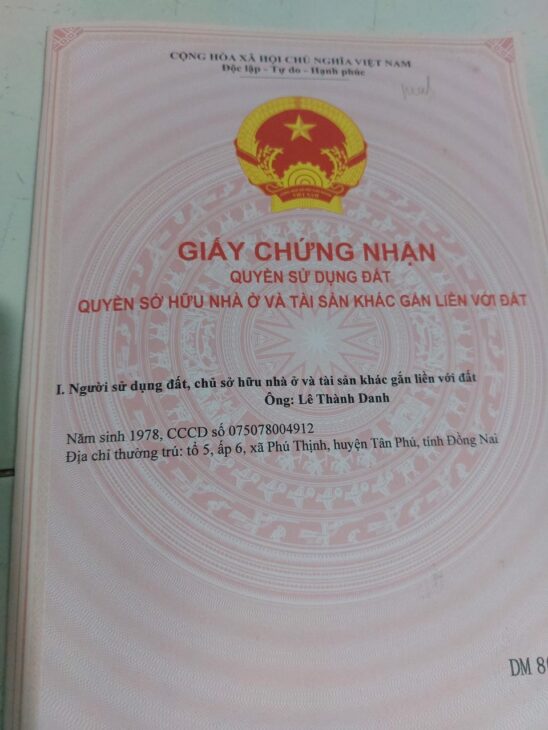 CỘNG HÒA XÃ HỘI CHỦ NGHĨA VIỆT NAM
Độc lập - Tự do - Hạnh phúc
VIỆT NAM
GIẤY CHỨNG NHẬN
QUYỀN SỬ DỤNG ĐẤT
QUYỀN SỞ HỮU NHÀ Ở VÀ TÀI SẢN KHÁC GẮN LIỀN VỚI ĐẤT
I. Người sử dụng đất, chủ sở hữu nhà ở và tài sản khác gắn liền với đất
Ông: Lê Thành Danh
Năm sinh 1978, CCCD số 075078004912
Địa chỉ thường trú: tổ 5, ấp 6, xã Phú Thịnh, huyện Tân Phú, tỉnh Đồng Nai
DM 8